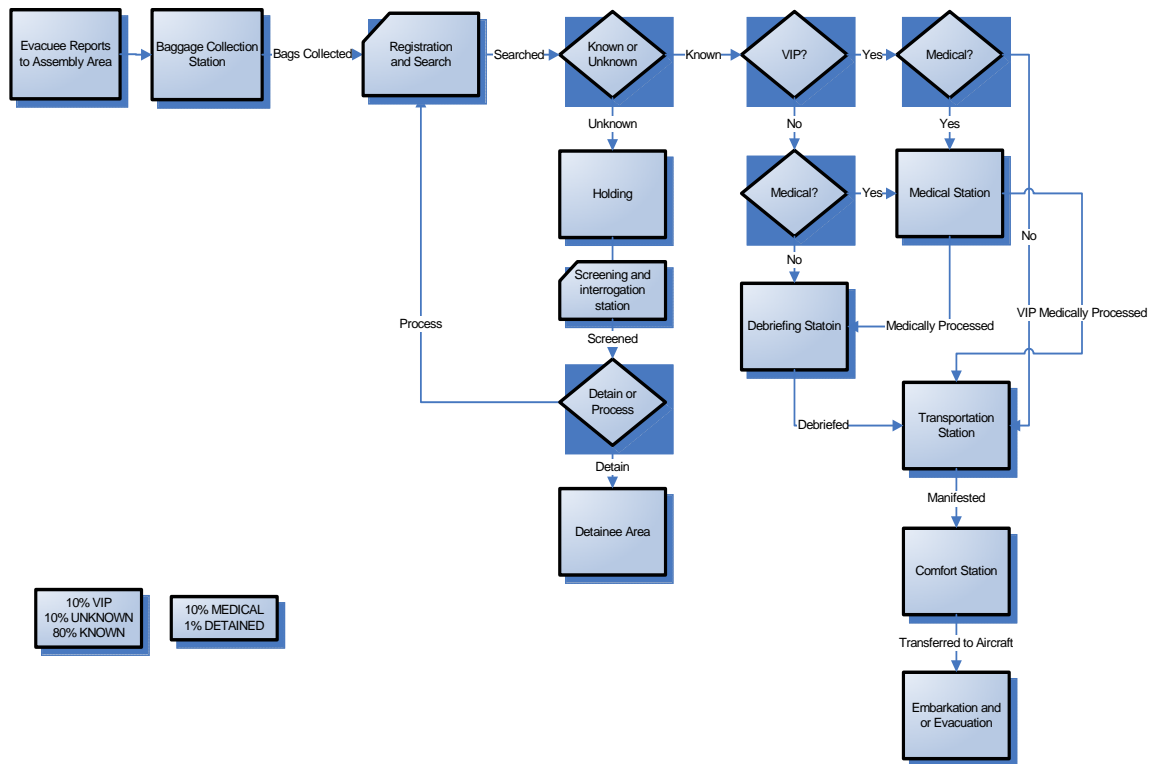 Evacuee Reports
to Assembly Area
Baggage Collection
Station
Bags Collected
Registration
and Search
Searched
Known or
Unknown
Known
VIP?
Yes
Medical?
Unknown
No
Yes
Holding
Medical?
Yes
Medical Station
No
No
Screening and
interrogation
station
Process
Screened
Debriefing Statoin
Medically Processed
VIP Medically Processed
Detain or
Process
Debriefed
Transportation
Station
Detain
Manifested
Detainee Area
Comfort Station
10% VIP
10% UNKNOWN
80% KNOWN
10% MEDICAL
1% DETAINED
Transferred to Aircraft
Embarkation and
or Evacuation